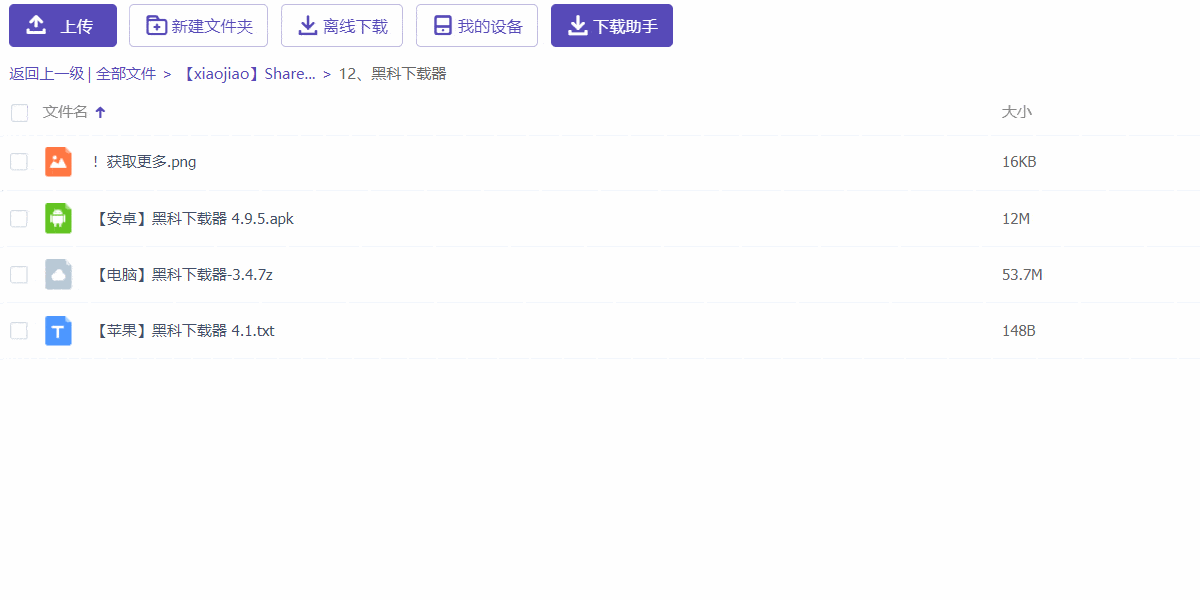 上传 新建文件夹 离线下载 我的设备 下载助手
返回上一级 | 全部文件 > 【xiaojiao】Share... > 12、黑科下载器
文件名 大小
！获取更多.png 16KB
【安卓】黑科下载器 4.9.5.apk 12M
【电脑】黑科下载器-3.4.7z 53.7M
【苹果】黑科下载器 4.1.txt 148B